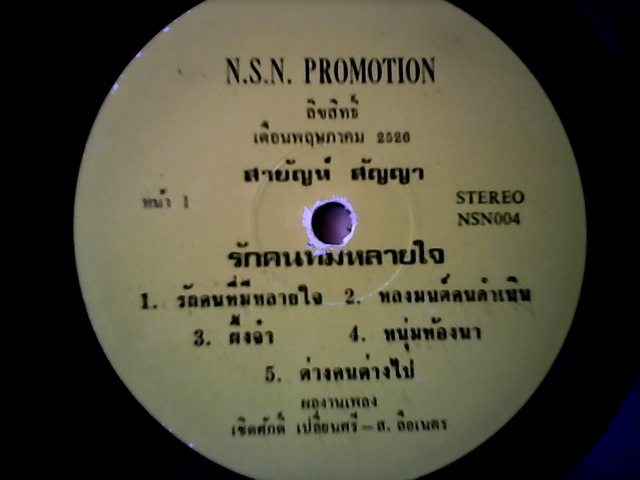 N.S.N. PROMOTION
ลิขสิทธิ์
เดือนพฤษภาคม 2526
สายัญห์ สัญญา
หน้า 1
STEREO
NSN004
รักคนที่มีหลายใจ
1. รักคนที่มีหลายใจ 2. หลงมนต์คนดำเนิน
3. ผึ้งจ๋า 4. หนุ่มท้องนา
5. ต่างคนต่างไป
ผลงานเพลง
เชิดศักดิ์ เปลี่ยนศรี – ส. ลือเนตร